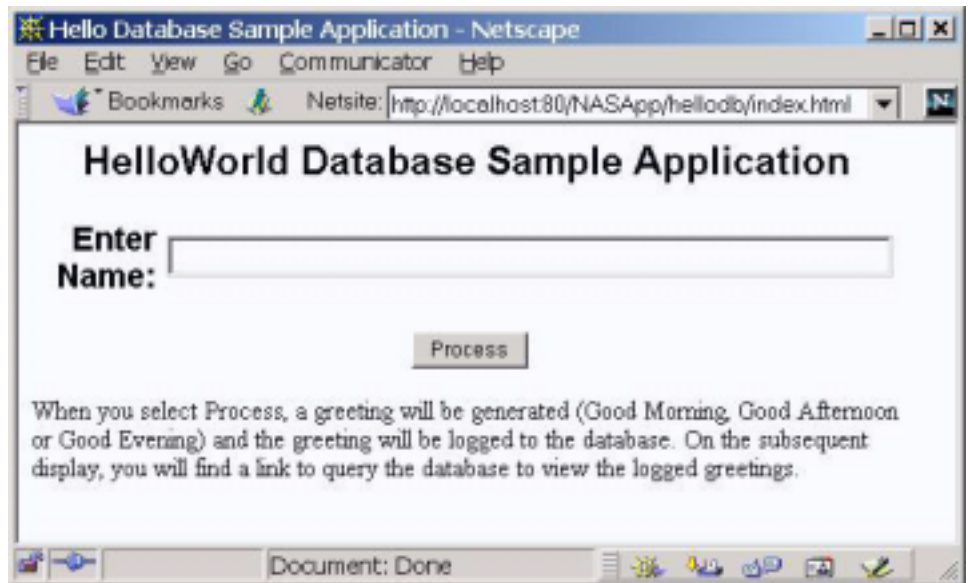 Hello Database Sample Application - Netscape
File Edit View Go Communicator Help
Bookmarks Netsite: http://localhost:80/NASApp/hellodb/index.html
N
HelloWorld Database Sample Application
Enter
Name:
Process
When you select Process, a greeting will be generated (Good Morning, Good Afternoon
or Good Evening) and the greeting will be logged to the database. On the subsequent
display, you will find a link to query the database to view the logged greetings.
Document: Done